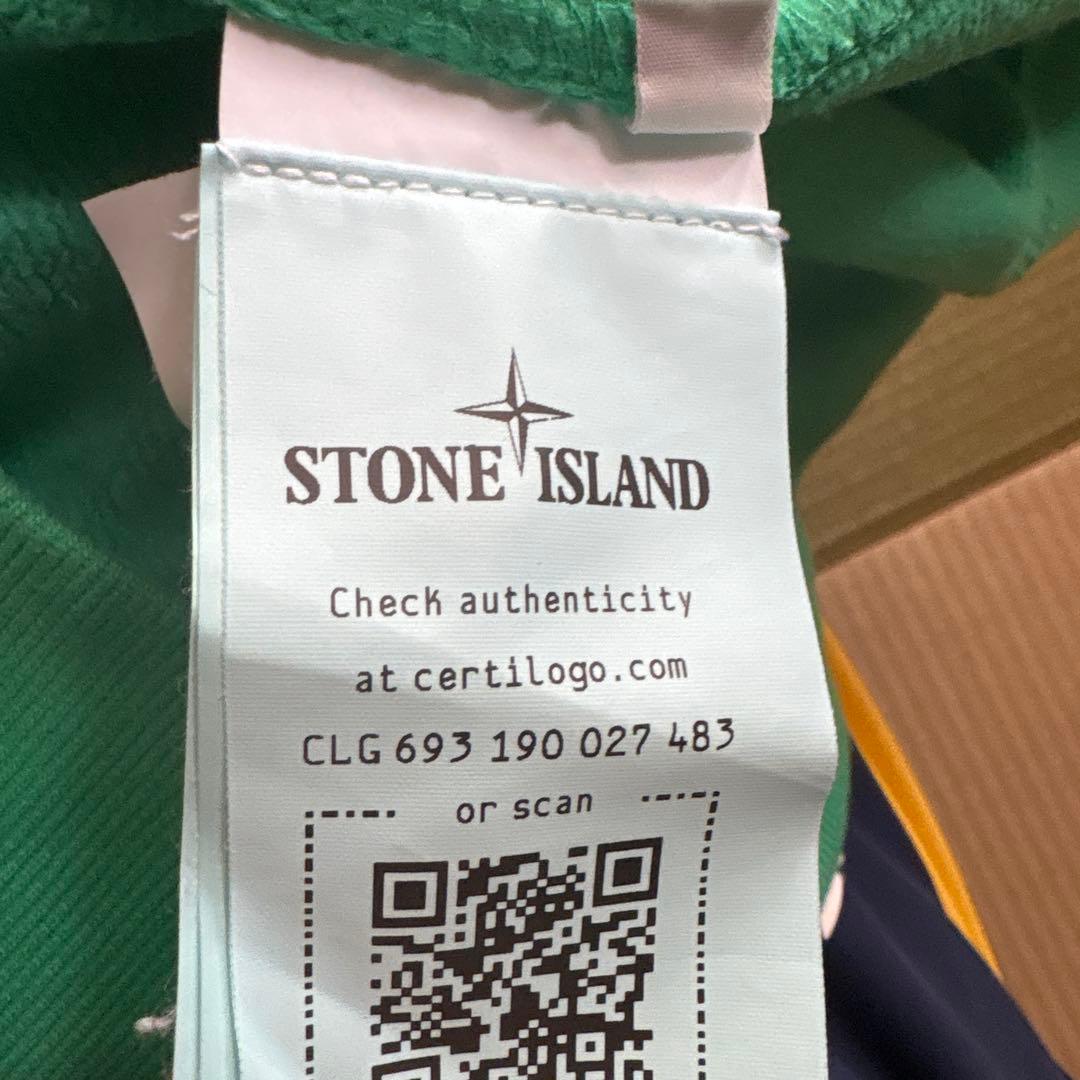 STONE ISLAND
Check authenticity
at certilogo.com
CLG 693 190 027 483
or scan